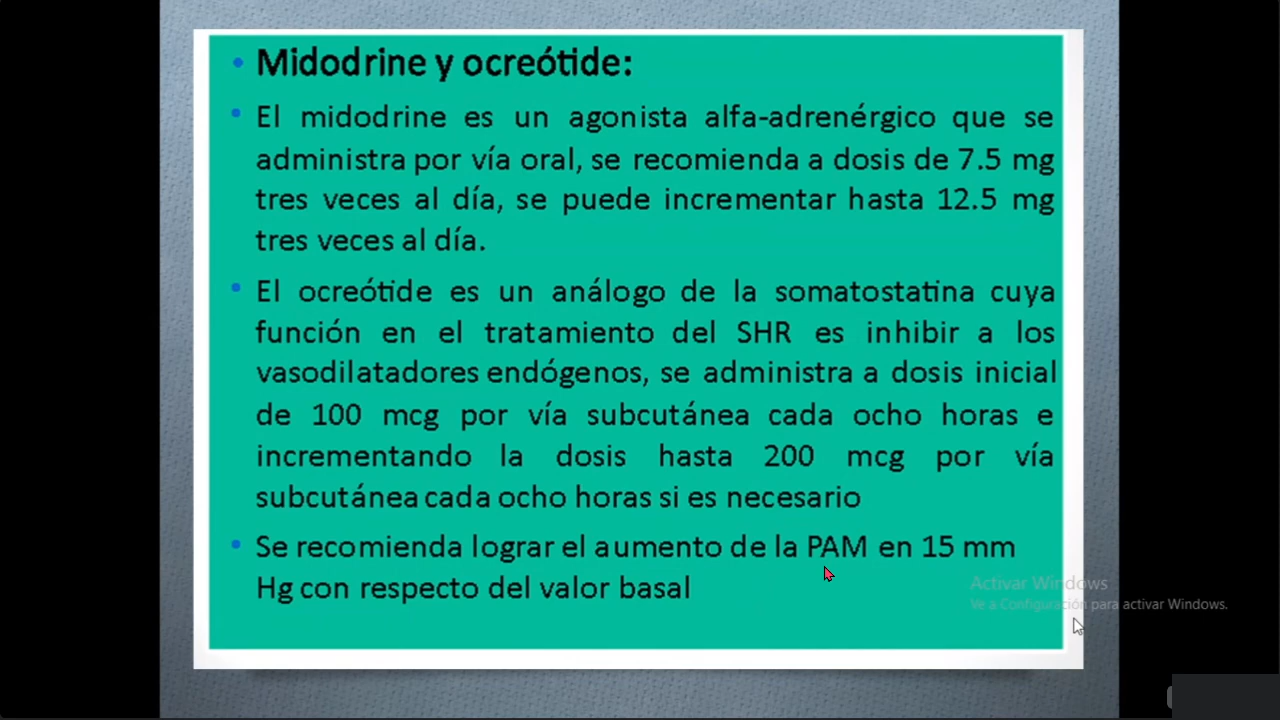 • Midodrine y ocreótide:
• El midodrine es un agonista alfa-adrenérgico que se
administra por vía oral, se recomienda a dosis de 7.5 mg
tres veces al día, se puede incrementar hasta 12.5 mg
tres veces al día.
• El ocreótide es un análogo de la somatostatina cuya
función en el tratamiento del SHR es inhibir a los
vasodilatadores endógenos, se administra a dosis inicial
de 100 mcg por vía subcutánea cada ocho horas e
incrementando la dosis hasta 200 mcg por vía
subcutánea cada ocho horas si es necesario
• Se recomienda lograr el aumento de la PAM en 15 mm
Hg con respecto del valor basal
Activar Windows
Ve a Configuración para activar Windows.